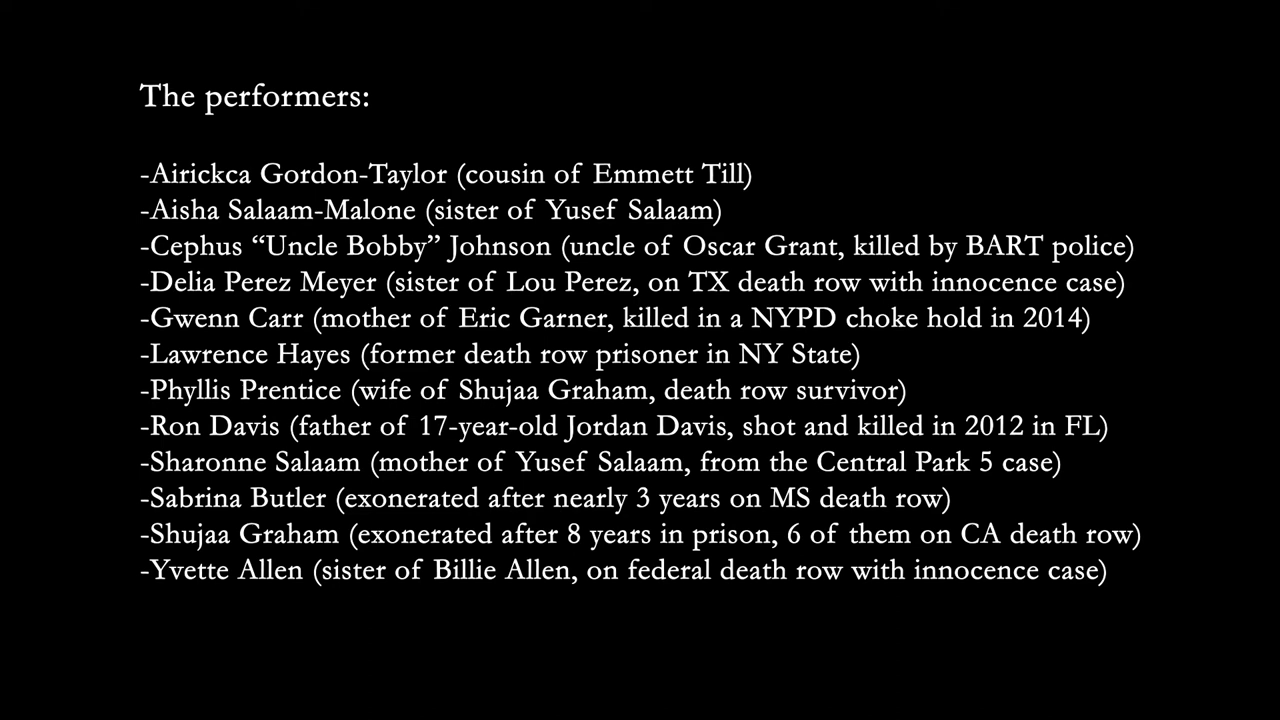 The performers:
-Airickca Gordon-Taylor (cousin of Emmett Till)
-Aisha Salaam-Malone (sister of Yusef Salaam)
-Cephus “Uncle Bobby” Johnson (uncle of Oscar Grant, killed by BART police)
-Delia Perez Meyer (sister of Lou Perez, on TX death row with innocence case)
-Gwenn Carr (mother of Eric Garner, killed in a NYPD choke hold in 2014)
-Lawrence Hayes (former death row prisoner in NY State)
-Phyllis Prentice (wife of Shujaa Graham, death row survivor)
-Ron Davis (father of 17-year-old Jordan Davis, shot and killed in 2012 in FL)
-Sharonne Salaam (mother of Yusef Salaam, from the Central Park 5 case)
-Sabrina Butler (exonerated after nearly 3 years on MS death row)
-Shujaa Graham (exonerated after 8 years in prison, 6 of them on CA death row)
-Yvette Allen (sister of Billie Allen, on federal death row with innocence case)